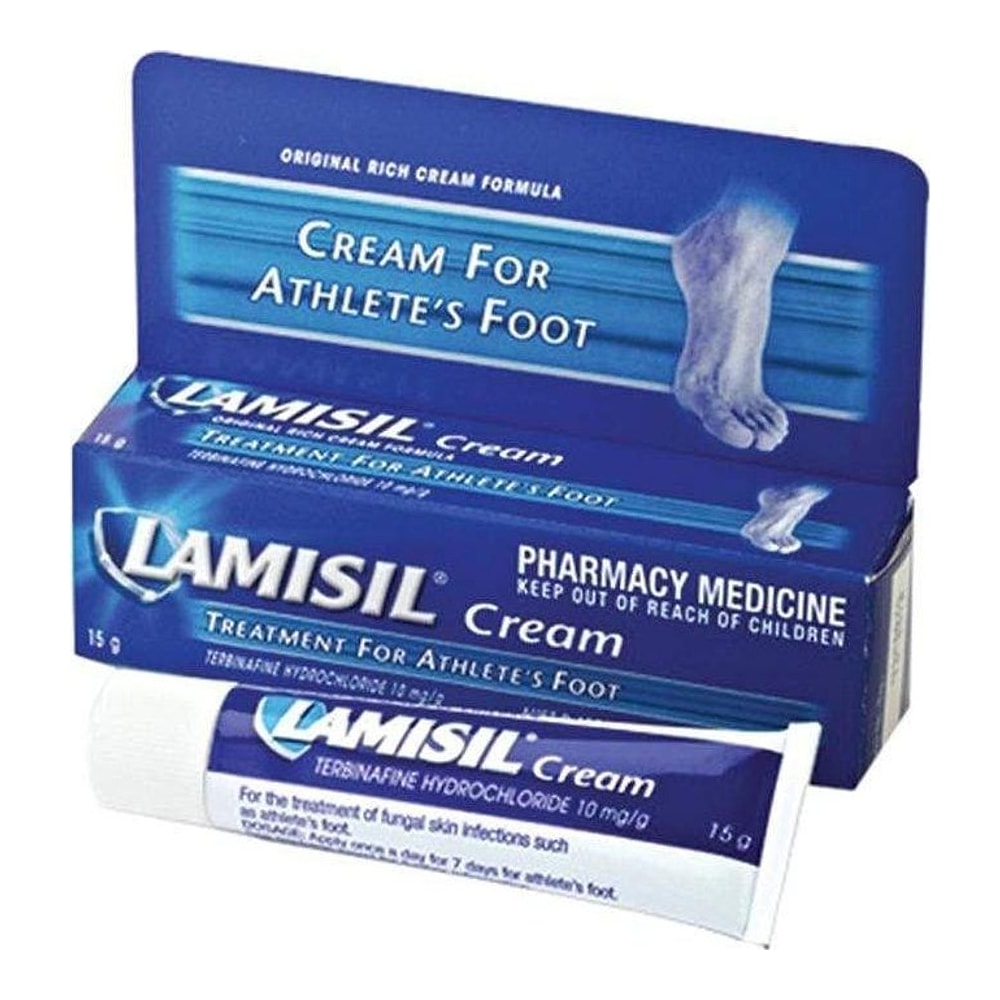 ORIGINAL RICH CREAM FORMULA
CREAM FOR
ATHLETE'S FOOT
LAMISIL® Cream
ORIGINAL RICH CREAM FORMULA
TREATMENT FOR ATHLETE'S FOOT
TERBINAFINE HYDROCHLORIDE 10 mg/g
15 g
LAMISIL® Cream
TREATMENT FOR ATHLETE'S FOOT
TERBINAFINE HYDROCHLORIDE 10 mg/g
15 g
PHARMACY MEDICINE
KEEP OUT OF REACH OF CHILDREN
LAMISIL® Cream
TERBINAFINE HYDROCHLORIDE 10 mg/g
15 g
For the treatment of fungal skin infections such
as athlete's foot.
DOSAGE: Apply once a day for 7 days for athlete's foot.